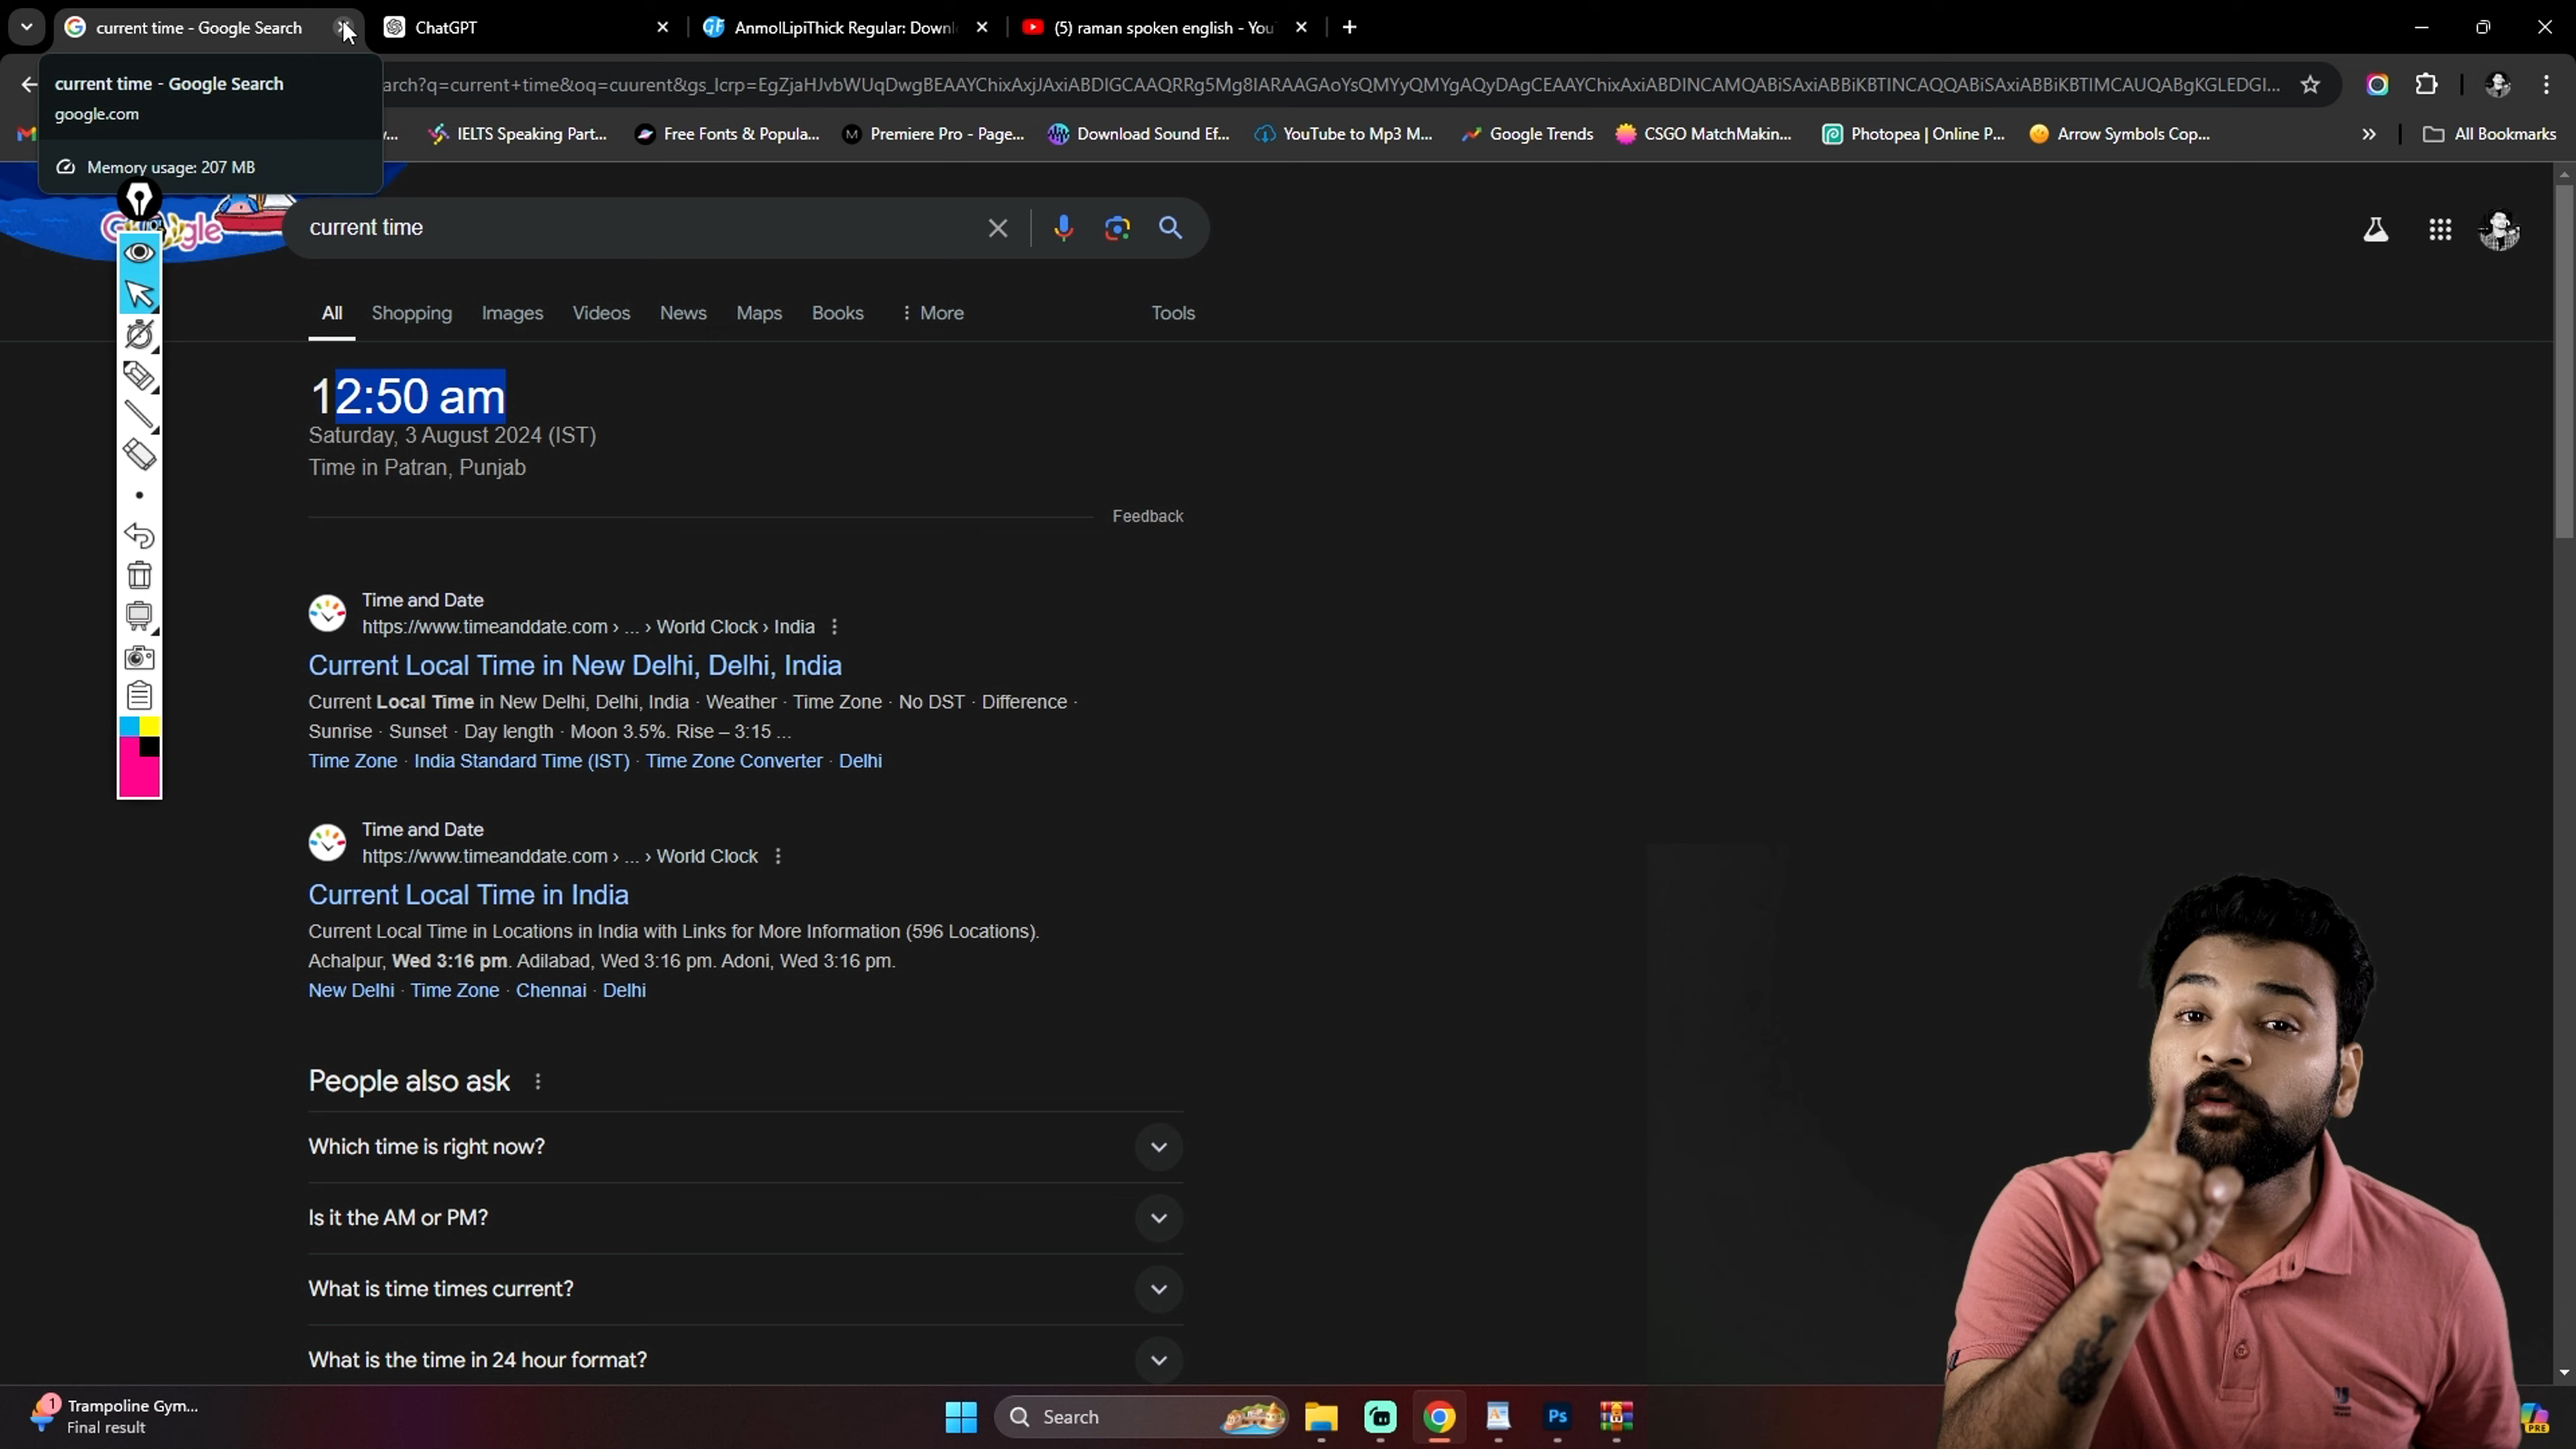 current time - Google Search
ChatGPT
AnmolLipiThick Regular: Downl
(5) raman spoken english - You
current time - Google Search
google.com
Memory usage: 207 MB
IELTS Speaking Part...
Free Fonts & Popula...
Premiere Pro - Page...
Download Sound Ef...
YouTube to Mp3 M...
Google Trends
CSGO MatchMakin...
Photopea | Online P...
Arrow Symbols Cop...
All Bookmarks
current time
All
Shopping
Images
Videos
News
Maps
Books
More
Tools
12:50 am
Saturday, 3 August 2024 (IST)
Time in Patran, Punjab
Feedback
Time and Date
https://www.timeanddate.com › ... › World Clock › India
Current Local Time in New Delhi, Delhi, India
Current Local Time in New Delhi, Delhi, India · Weather · Time Zone · No DST · Difference ·
Sunrise · Sunset · Day length · Moon 3.5%. Rise – 3:15 ...
Time Zone · India Standard Time (IST) · Time Zone Converter · Delhi
Time and Date
https://www.timeanddate.com › ... › World Clock
Current Local Time in India
Current Local Time in Locations in India with Links for More Information (596 Locations).
Achalpur, Wed 3:16 pm. Adilabad, Wed 3:16 pm. Adoni, Wed 3:16 pm.
New Delhi · Time Zone · Chennai · Delhi
People also ask
Which time is right now?
Is it the AM or PM?
What is time times current?
What is the time in 24 hour format?
1
Trampoline Gym...
Final result
Search
Ps
PRE